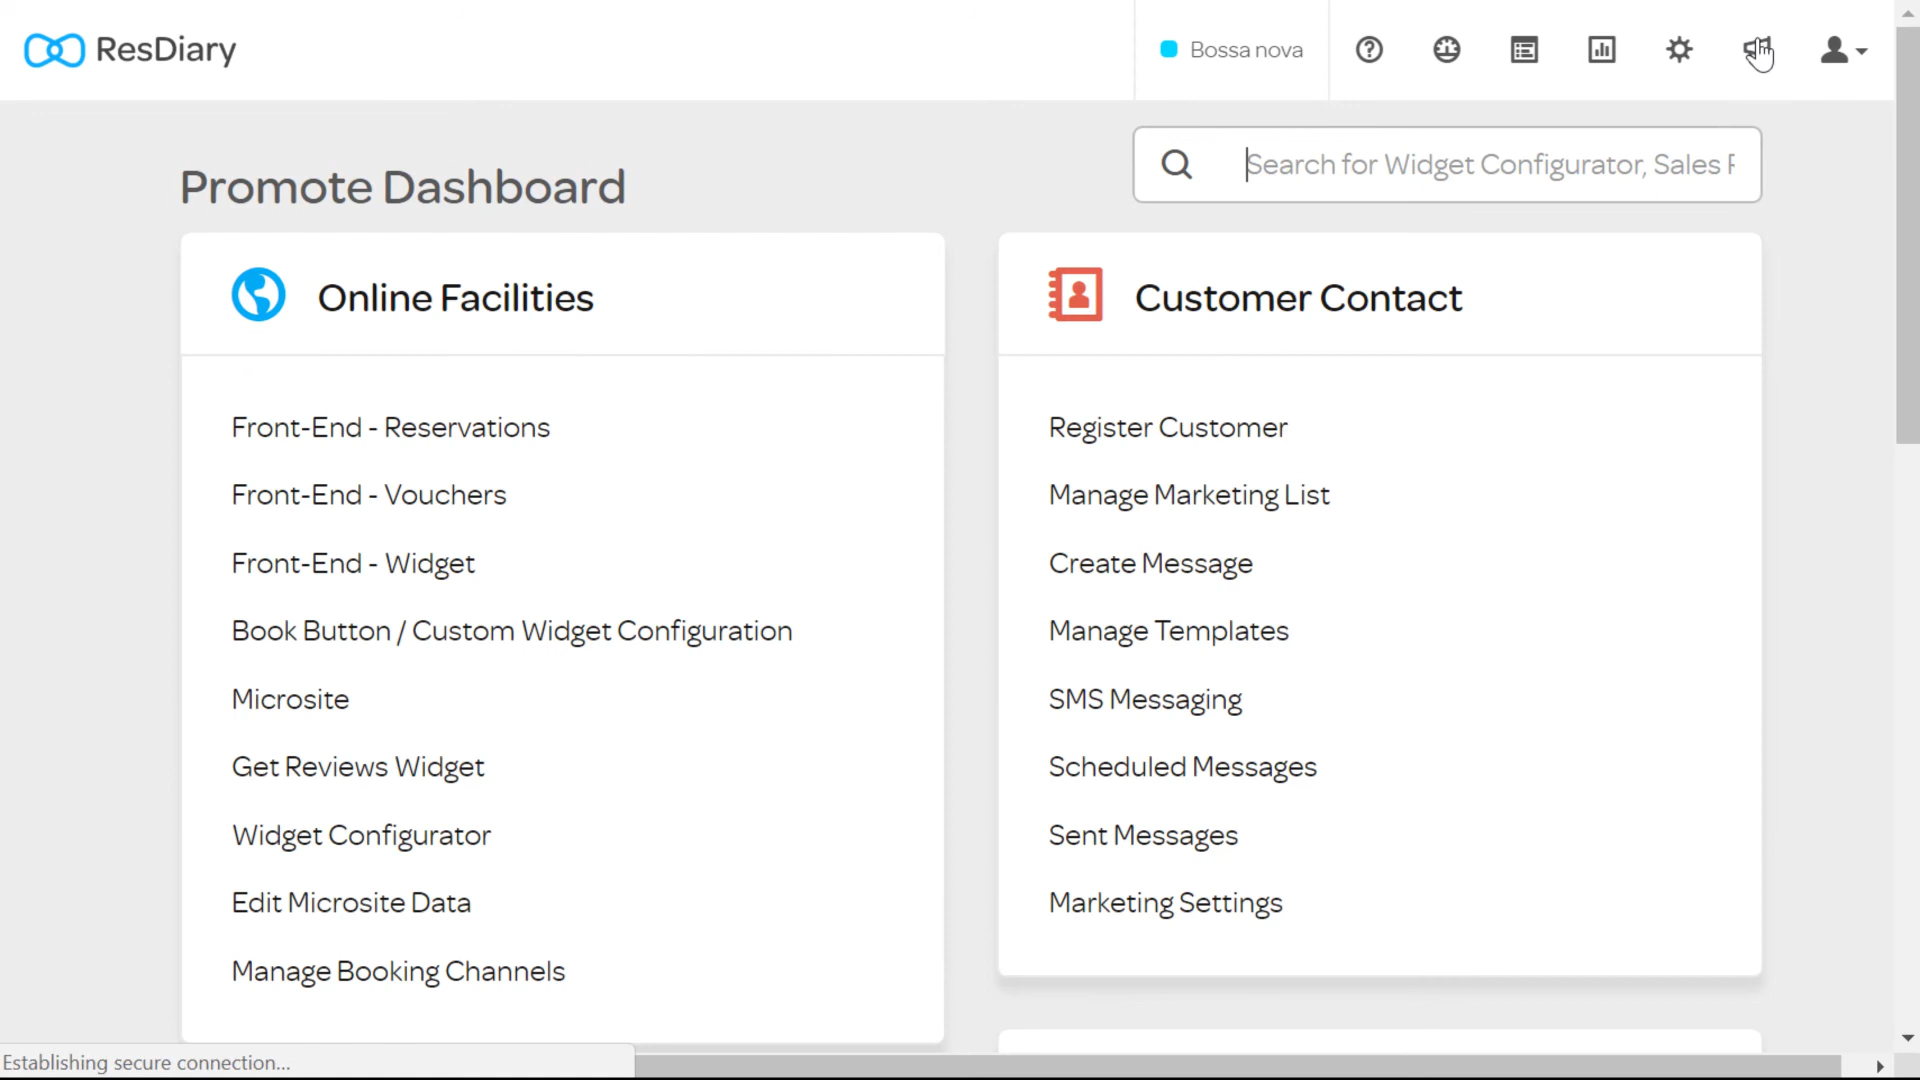 ResDiary
Bossa nova
Search for Widget Configurator, Sales
Promote Dashboard
Online Facilities
Front-End - Reservations
Front-End - Vouchers
Front-End - Widget
Book Button / Custom Widget Configuration
Microsite
Get Reviews Widget
Widget Configurator
Edit Microsite Data
Manage Booking Channels
Customer Contact
Register Customer
Manage Marketing List
Create Message
Manage Templates
SMS Messaging
Scheduled Messages
Sent Messages
Marketing Settings
Establishing secure connection...